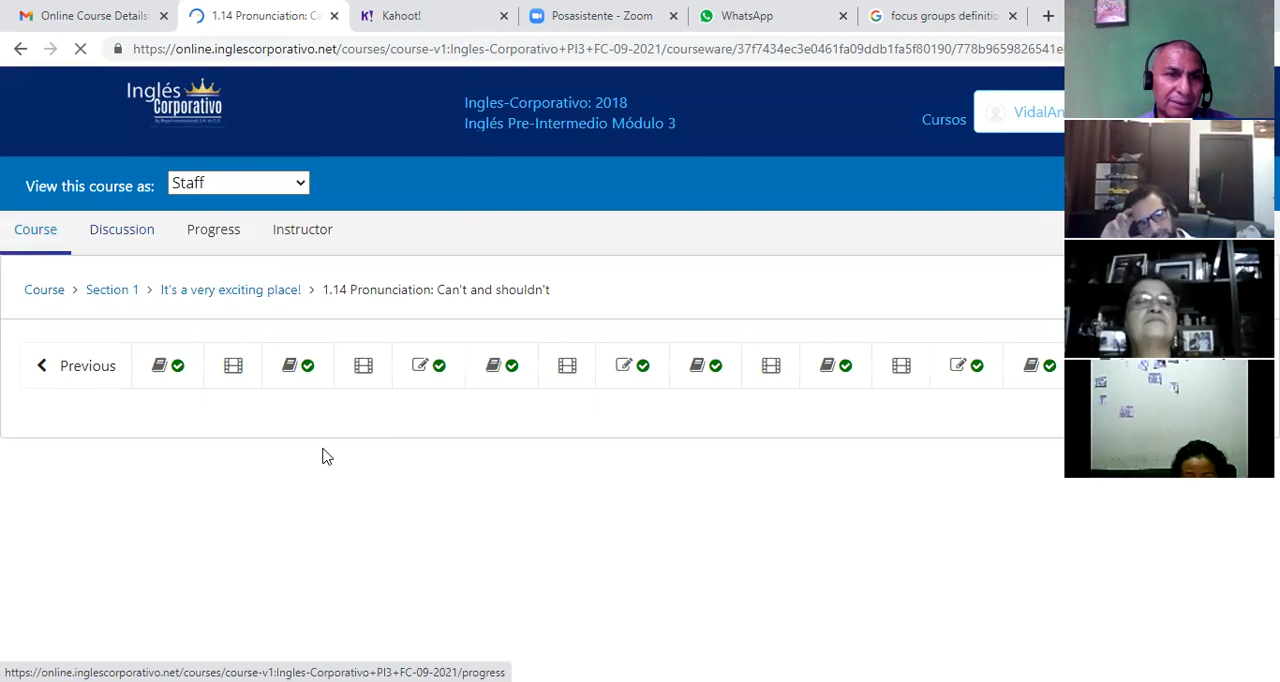 Online Course Details
1.14 Pronunciation: Ca
K! Kahoot!
Posasistente - Zoom
WhatsApp
focus groups definitio
https://online.inglescorporativo.net/courses/course-v1:Ingles-Corporativo+PI3+FC-09-2021/courseware/37f7434ec3e0461fa09ddb1fa5f80190/778b9659826541e
Inglés
Corporativo
Ingles-Corporativo: 2018
Inglés Pre-Intermedio Módulo 3
Cursos
VidalAn
View this course as:
Staff
Course
Discussion
Progress
Instructor
Course > Section 1 > It's a very exciting place! > 1.14 Pronunciation: Can't and shouldn't
Previous
https://online.inglescorporativo.net/courses/course-v1:Ingles-Corporativo+PI3+FC-09-2021/progress